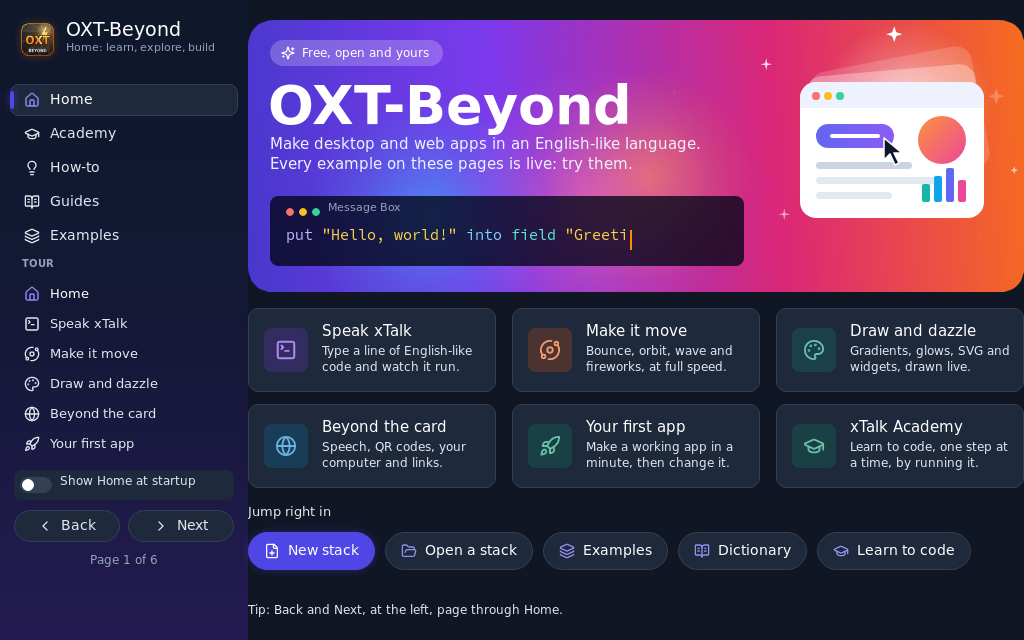 OXT
BEYOND
OXT-Beyond
Home: learn, explore, build
Home
Academy
How-to
Guides
Examples
TOUR
Home
Speak xTalk
Make it move
Draw and dazzle
Beyond the card
Your first app
Show Home at startup
Back
Next
Page 1 of 6
Free, open and yours
OXT-Beyond
Make desktop and web apps in an English-like language.
Every example on these pages is live: try them.
Message Box
put "Hello, world!" into field "Greeti
Speak xTalk
Type a line of English-like
code and watch it run.
Make it move
Bounce, orbit, wave and
fireworks, at full speed.
Draw and dazzle
Gradients, glows, SVG and
widgets, drawn live.
Beyond the card
Speech, QR codes, your
computer and links.
Your first app
Make a working app in a
minute, then change it.
xTalk Academy
Learn to code, one step at
a time, by running it.
Jump right in
New stack
Open a stack
Examples
Dictionary
Learn to code
Tip: Back and Next, at the left, page through Home.